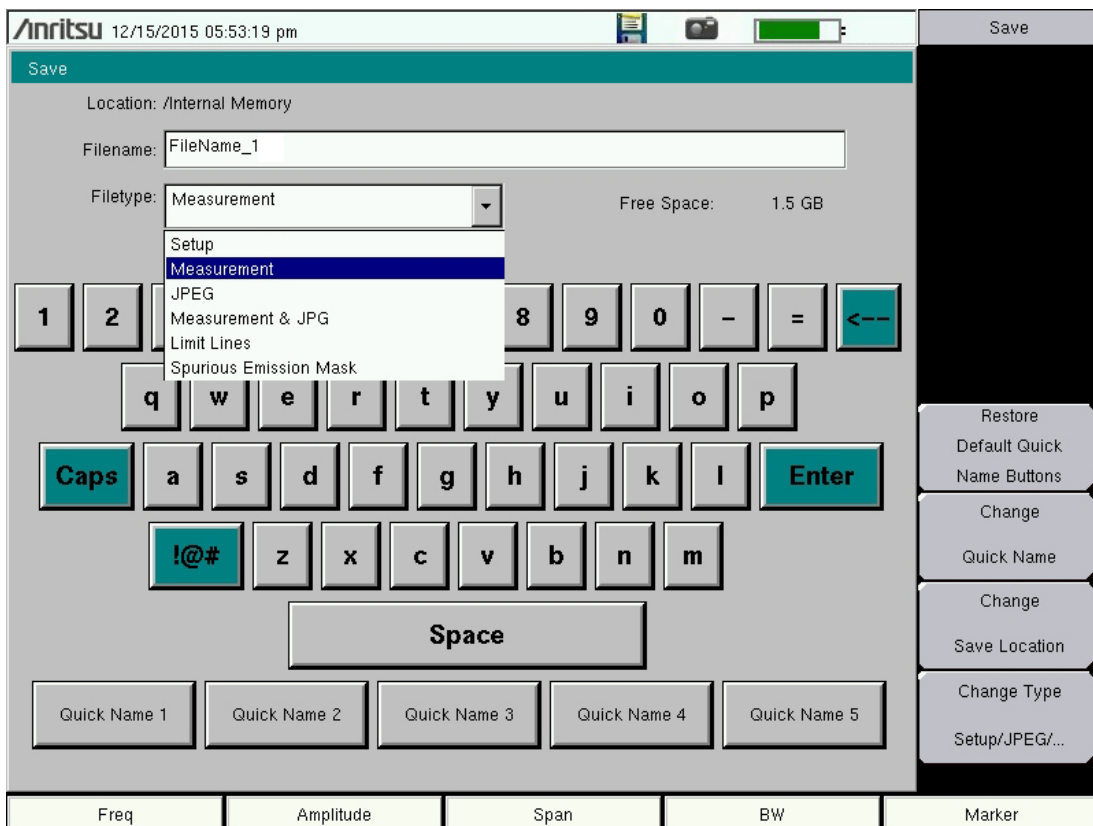 Anritsu 12/15/2015 05:53:19 pm
Save
Save
Location: /Internal Memory
Filename: FileName_1
Filetype: Measurement
Free Space: 1.5 GB
Setup
Measurement
JPEG
Measurement & JPG
Limit Lines
Spurious Emission Mask
1 2 8 9 0 - = <--
q w e r t y u i o p
Caps a s d f g h j k l Enter
!@# z x c v b n m
Space
Quick Name 1 Quick Name 2 Quick Name 3 Quick Name 4 Quick Name 5
Restore
Default Quick
Name Buttons
Change
Quick Name
Change
Save Location
Change Type
Setup/JPEG/...
Freq Amplitude Span BW Marker